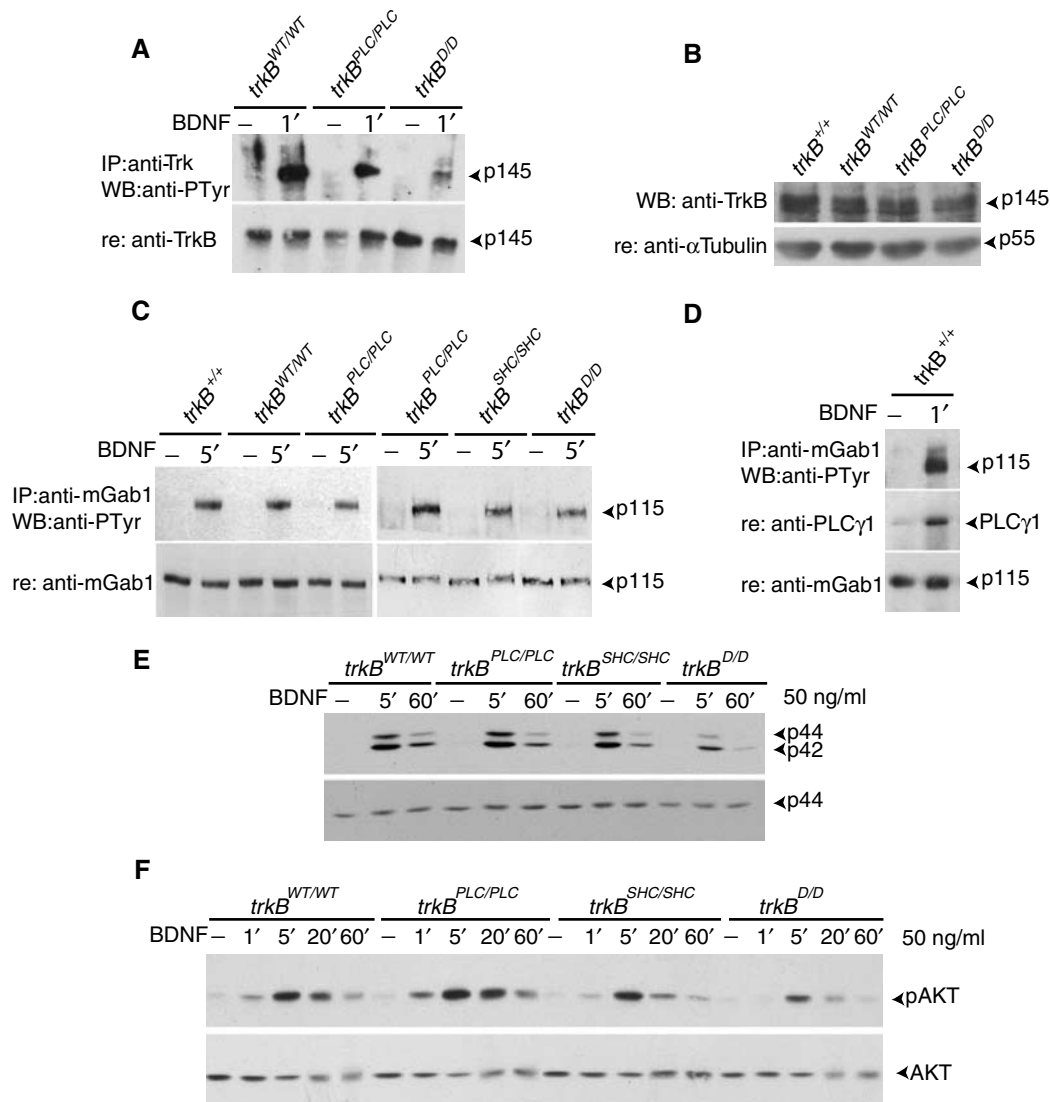 A
trkB^WT/WT trkB^PLC/PLC trkB^D/D
BDNF – 1′ – 1′ – 1′
IP:anti-Trk
WB:anti-PTyr
p145
re: anti-TrkB
p145
B
trkB^+/+ trkB^WT/WT trkB^PLC/PLC trkB^D/D
WB: anti-TrkB
p145
re: anti-αTubulin
p55
C
trkB^+/+ trkB^WT/WT trkB^PLC/PLC trkB^PLC/PLC trkB^SHC/SHC trkB^D/D
BDNF – 5′ – 5′ – 5′ – 5′ – 5′ – 5′
IP:anti-mGab1
WB:anti-PTyr
p115
re: anti-mGab1
p115
D
trkB^+/+
BDNF – 1′
IP:anti-mGab1
WB:anti-PTyr
p115
re: anti-PLCγ1
PLCγ1
re: anti-mGab1
p115
E
trkB^WT/WT trkB^PLC/PLC trkB^SHC/SHC trkB^D/D
BDNF – 5′ 60′ – 5′ 60′ – 5′ 60′ – 5′ 60′ 50 ng/ml
p44
p42
p44
F
trkB^WT/WT trkB^PLC/PLC trkB^SHC/SHC trkB^D/D
BDNF – 1′ 5′ 20′ 60′ – 1′ 5′ 20′ 60′ – 1′ 5′ 20′ 60′ – 1′ 5′ 20′ 60′ 50 ng/ml
pAKT
AKT